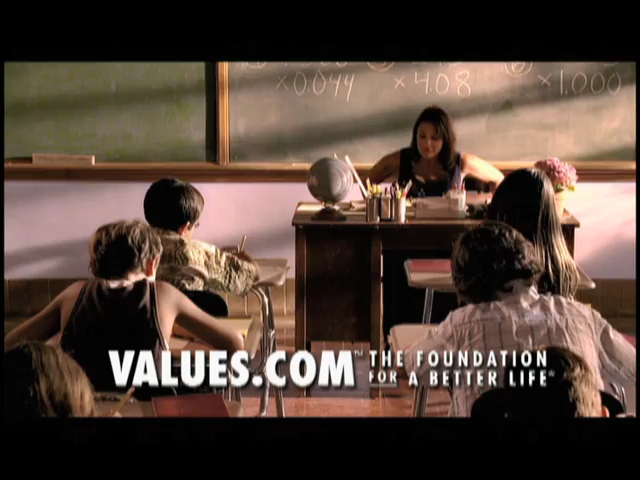 ×0.044 ×4.08 ×1,000
VALUES.COM™
THE FOUNDATION
FOR A BETTER LIFE®